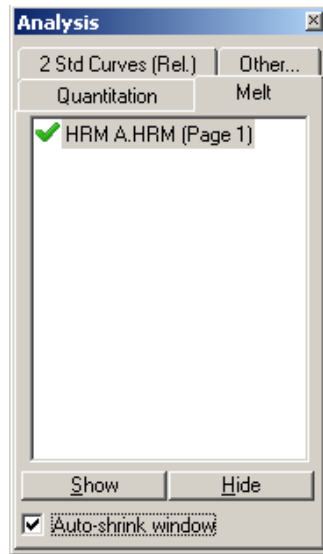 Analysis
2 Std Curves (Rel.) Other...
Quantitation Melt
HRM A.HRM (Page 1)
Show Hide
Auto-shrink window